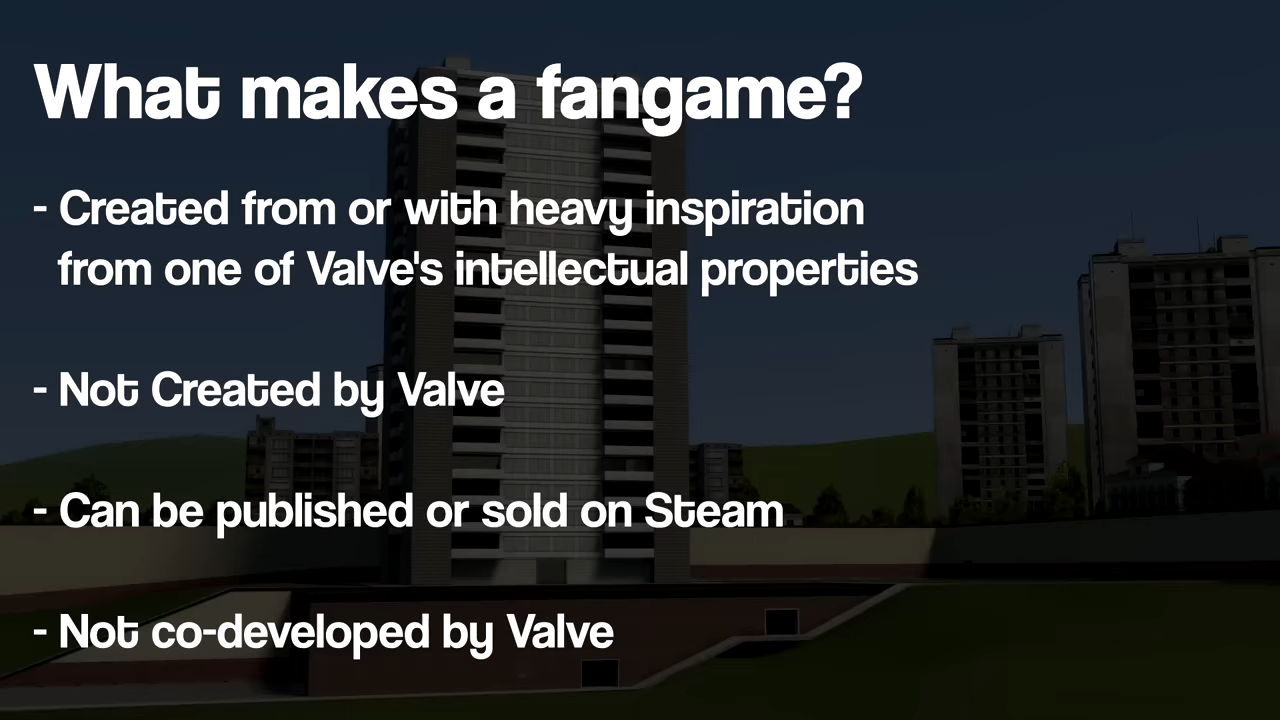 What makes a fangame?
- Created from or with heavy inspiration
from one of Valve's intellectual properties
- Not Created by Valve
- Can be published or sold on Steam
- Not co-developed by Valve